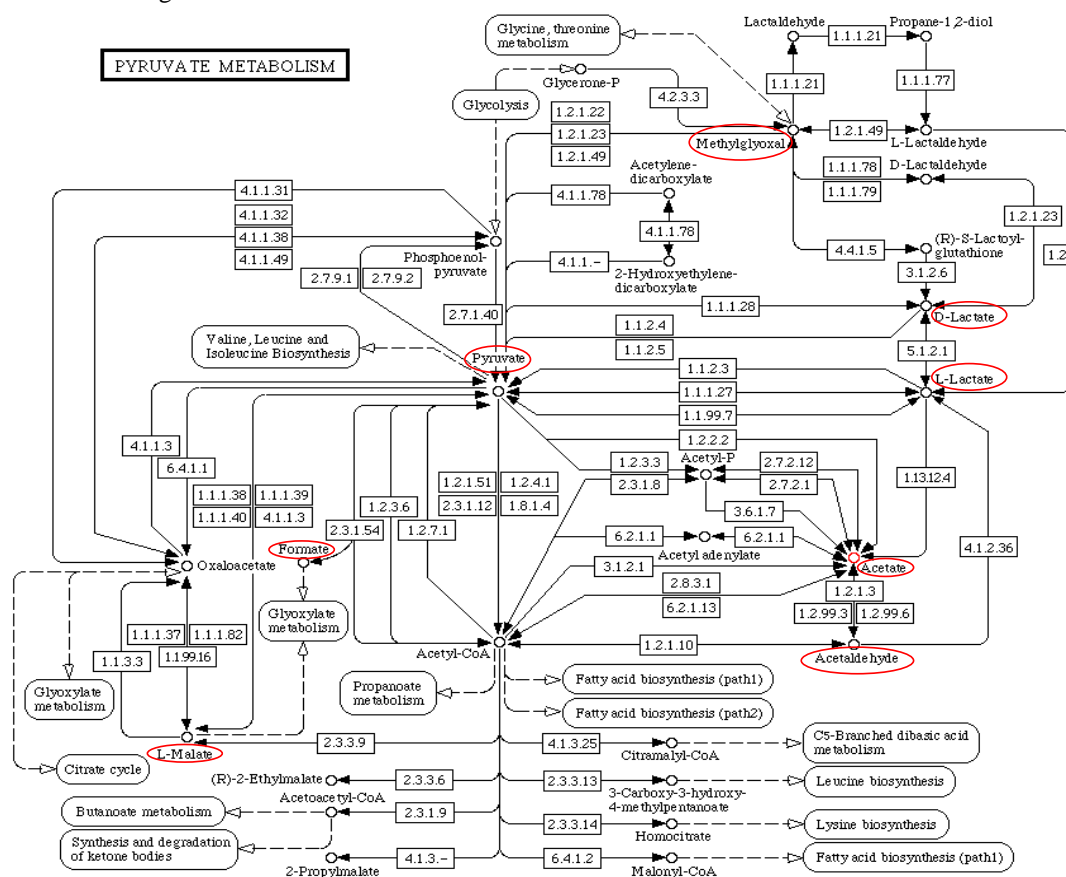 PYRUVATE METABOLISM
Glycine, threonine
metabolism
Lactaldehyde
Propane-1,2-diol
1.1.1.21
Glycolysis
Glycerone-P
4.2.3.3
1.1.1.21
1.1.1.77
1.2.1.22
1.2.1.23
1.2.1.49
Methylglyoxal
1.2.1.49
L-Lactaldehyde
Acetylene-
dicarboxylate
D-Lactaldehyde
1.1.1.78
1.1.1.79
4.1.1.31
4.1.1.32
4.1.1.38
4.1.1.49
4.1.1.78
4.1.1.78
1.2.1.23
Phosphoenol-
pyruvate
4.1.1.-
2-Hydroxyethylene-
dicarboxylate
4.4.1.5
(R)-S-Lactoyl-
glutathione
1.2
3.1.2.6
2.7.9.1
2.7.9.2
2.7.1.40
1.1.1.28
D-Lactate
Valine, Leucine and
Isoleucine Biosynthesis
1.1.2.4
1.1.2.5
5.1.2.1
Pyruvate
1.1.2.3
L-Lactate
1.1.1.27
1.1.99.7
4.1.1.3
6.4.1.1
1.2.2.2
Acetyl-P
1.2.3.3
2.3.1.8
2.7.2.12
2.7.2.1
1.13.12.4
1.1.1.38
1.1.1.39
1.1.1.40
4.1.1.3
1.2.3.6
1.2.1.51
1.2.4.1
2.3.1.12
1.8.1.4
2.3.1.54
1.2.7.1
3.6.1.7
Formate
6.2.1.1
6.2.1.1
Acetyl adenylate
4.1.2.36
Oxaloacetate
3.1.2.1
Acetate
2.8.3.1
6.2.1.13
1.2.1.3
1.2.99.3
1.2.99.6
Glyoxylate
metabolism
1.1.1.37
1.1.1.82
1.1.99.16
1.1.3.3
Acetyl-CoA
1.2.1.10
Acetaldehyde
Glyoxylate
metabolism
Propanoate
metabolism
Fatty acid biosynthesis (path1)
Fatty acid biosynthesis (path2)
L-Malate
2.3.3.9
4.1.3.25
Citramalyl-CoA
C5-Branched dibasic acid
metabolism
Citrate cycle
(R)-2-Ethylmalate
2.3.3.6
2.3.3.13
3-Carboxy-3-hydroxy-
4-methylpentanoate
Leucine biosynthesis
Acetoacetyl-CoA
Butanoate metabolism
2.3.1.9
2.3.3.14
Homocitrate
Lysine biosynthesis
Synthesis and degradation
of ketone bodies
4.1.3.-
2-Propylmalate
6.4.1.2
Malonyl-CoA
Fatty acid biosynthesis (path1)